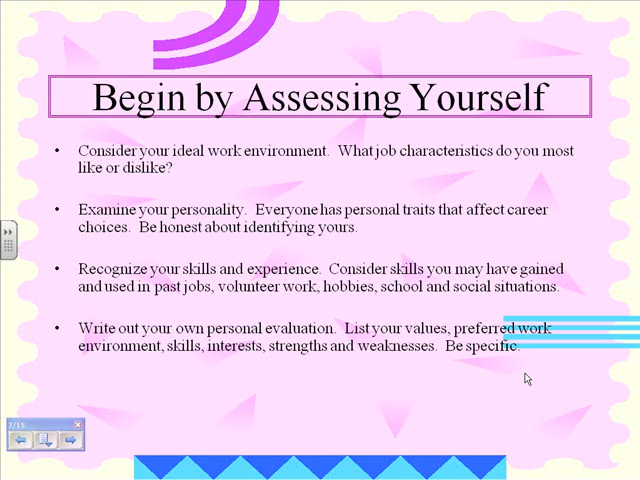 Begin by Assessing Yourself
• Consider your ideal work environment.  What job characteristics do you most
like or dislike?
• Examine your personality.  Everyone has personal traits that affect career
choices.  Be honest about identifying yours.
• Recognize your skills and experience.  Consider skills you may have gained
and used in past jobs, volunteer work, hobbies, school and social situations.
• Write out your own personal evaluation.  List your values, preferred work
environment, skills, interests, strengths and weaknesses.  Be specific.
7/15